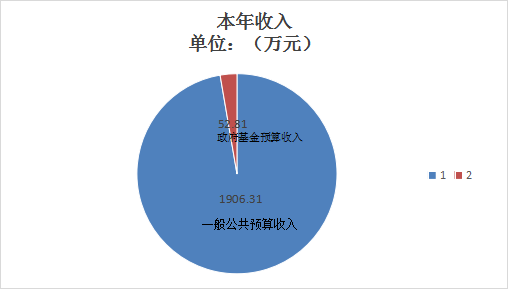 本年收入
单位：（万元）
52.81
政府基金预算收入
1906.31
一般公共预算收入
1 2